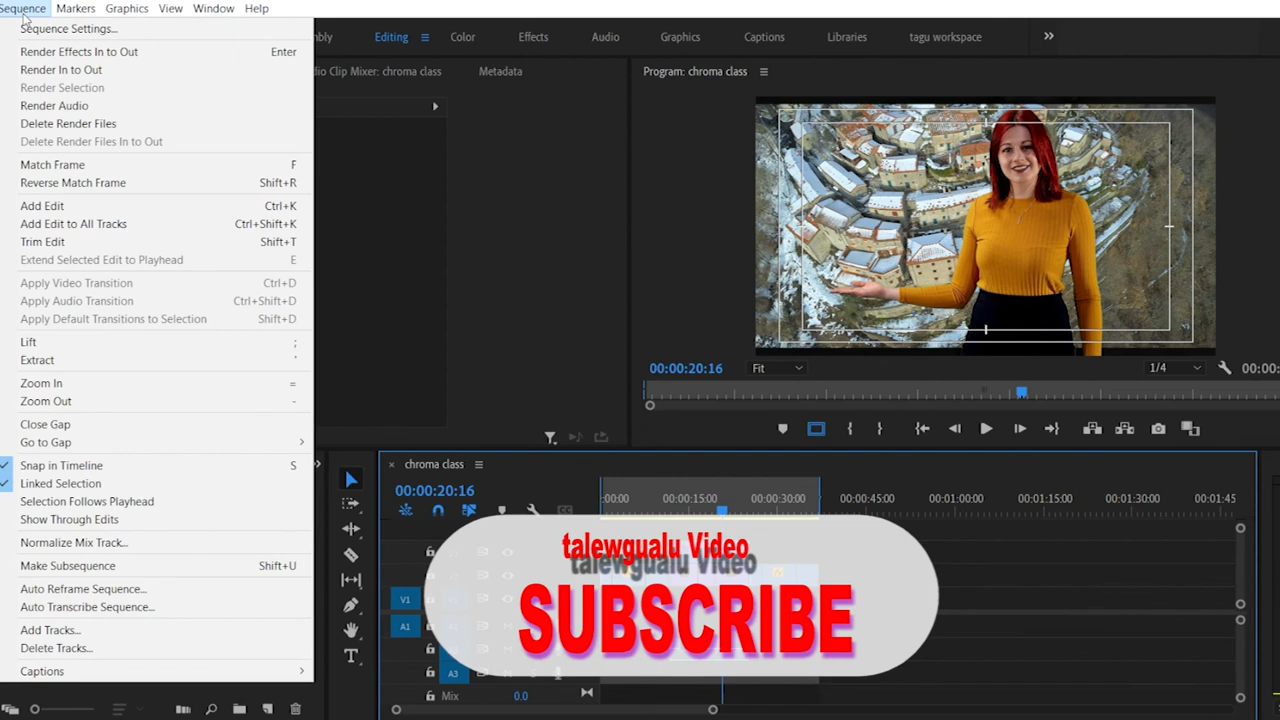 Sequence Markers Graphics View Window Help
Sequence Settings...
Render Effects In to Out Enter
Render In to Out
Render Selection
Render Audio
Delete Render Files
Delete Render Files In to Out
Match Frame F
Reverse Match Frame Shift+R
Add Edit Ctrl+K
Add Edit to All Tracks Ctrl+Shift+K
Trim Edit Shift+T
Extend Selected Edit to Playhead E
Apply Video Transition Ctrl+D
Apply Audio Transition Ctrl+Shift+D
Apply Default Transitions to Selection Shift+D
Lift ;
Extract '
Zoom In =
Zoom Out -
Close Gap
Go to Gap
Snap in Timeline S
Linked Selection
Selection Follows Playhead
Show Through Edits
Normalize Mix Track...
Make Subsequence Shift+U
Auto Reframe Sequence...
Auto Transcribe Sequence...
Add Tracks...
Delete Tracks...
Captions
Editing Color Effects Audio Graphics Captions Libraries tagu workspace
io Clip Mixer: chroma class Metadata
Program: chroma class
00:00:20:16 Fit 1/4 00:00:
chroma class
00:00:20:16
:00:00 00:00:15:00 00:00:30:00 00:00:45:00 00:01:00:00 00:01:15:00 00:01:30:00 00:01:45
V1
A1
A3
Mix 0.0
talewgualu Video
SUBSCRIBE